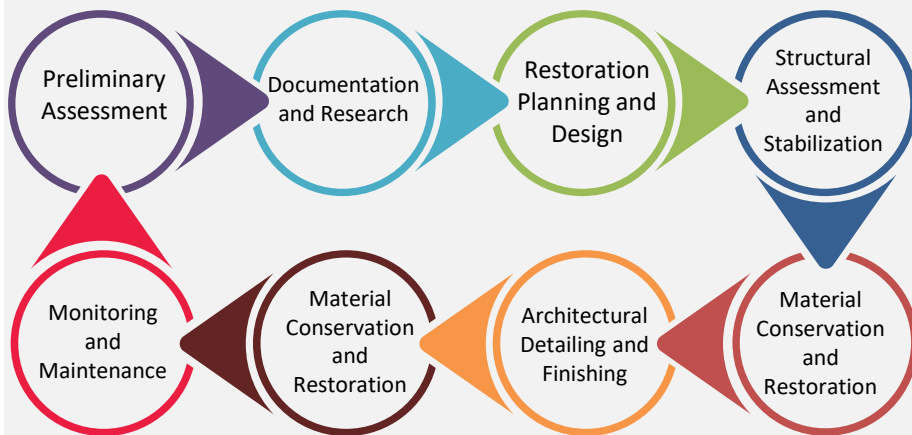 Preliminary
Assessment
Documentation
and Research
Restoration
Planning and
Design
Structural
Assessment
and
Stabilization
Material
Conservation
and
Restoration
Architectural
Detailing and
Finishing
Material
Conservation
and
Restoration
Monitoring
and
Maintenance